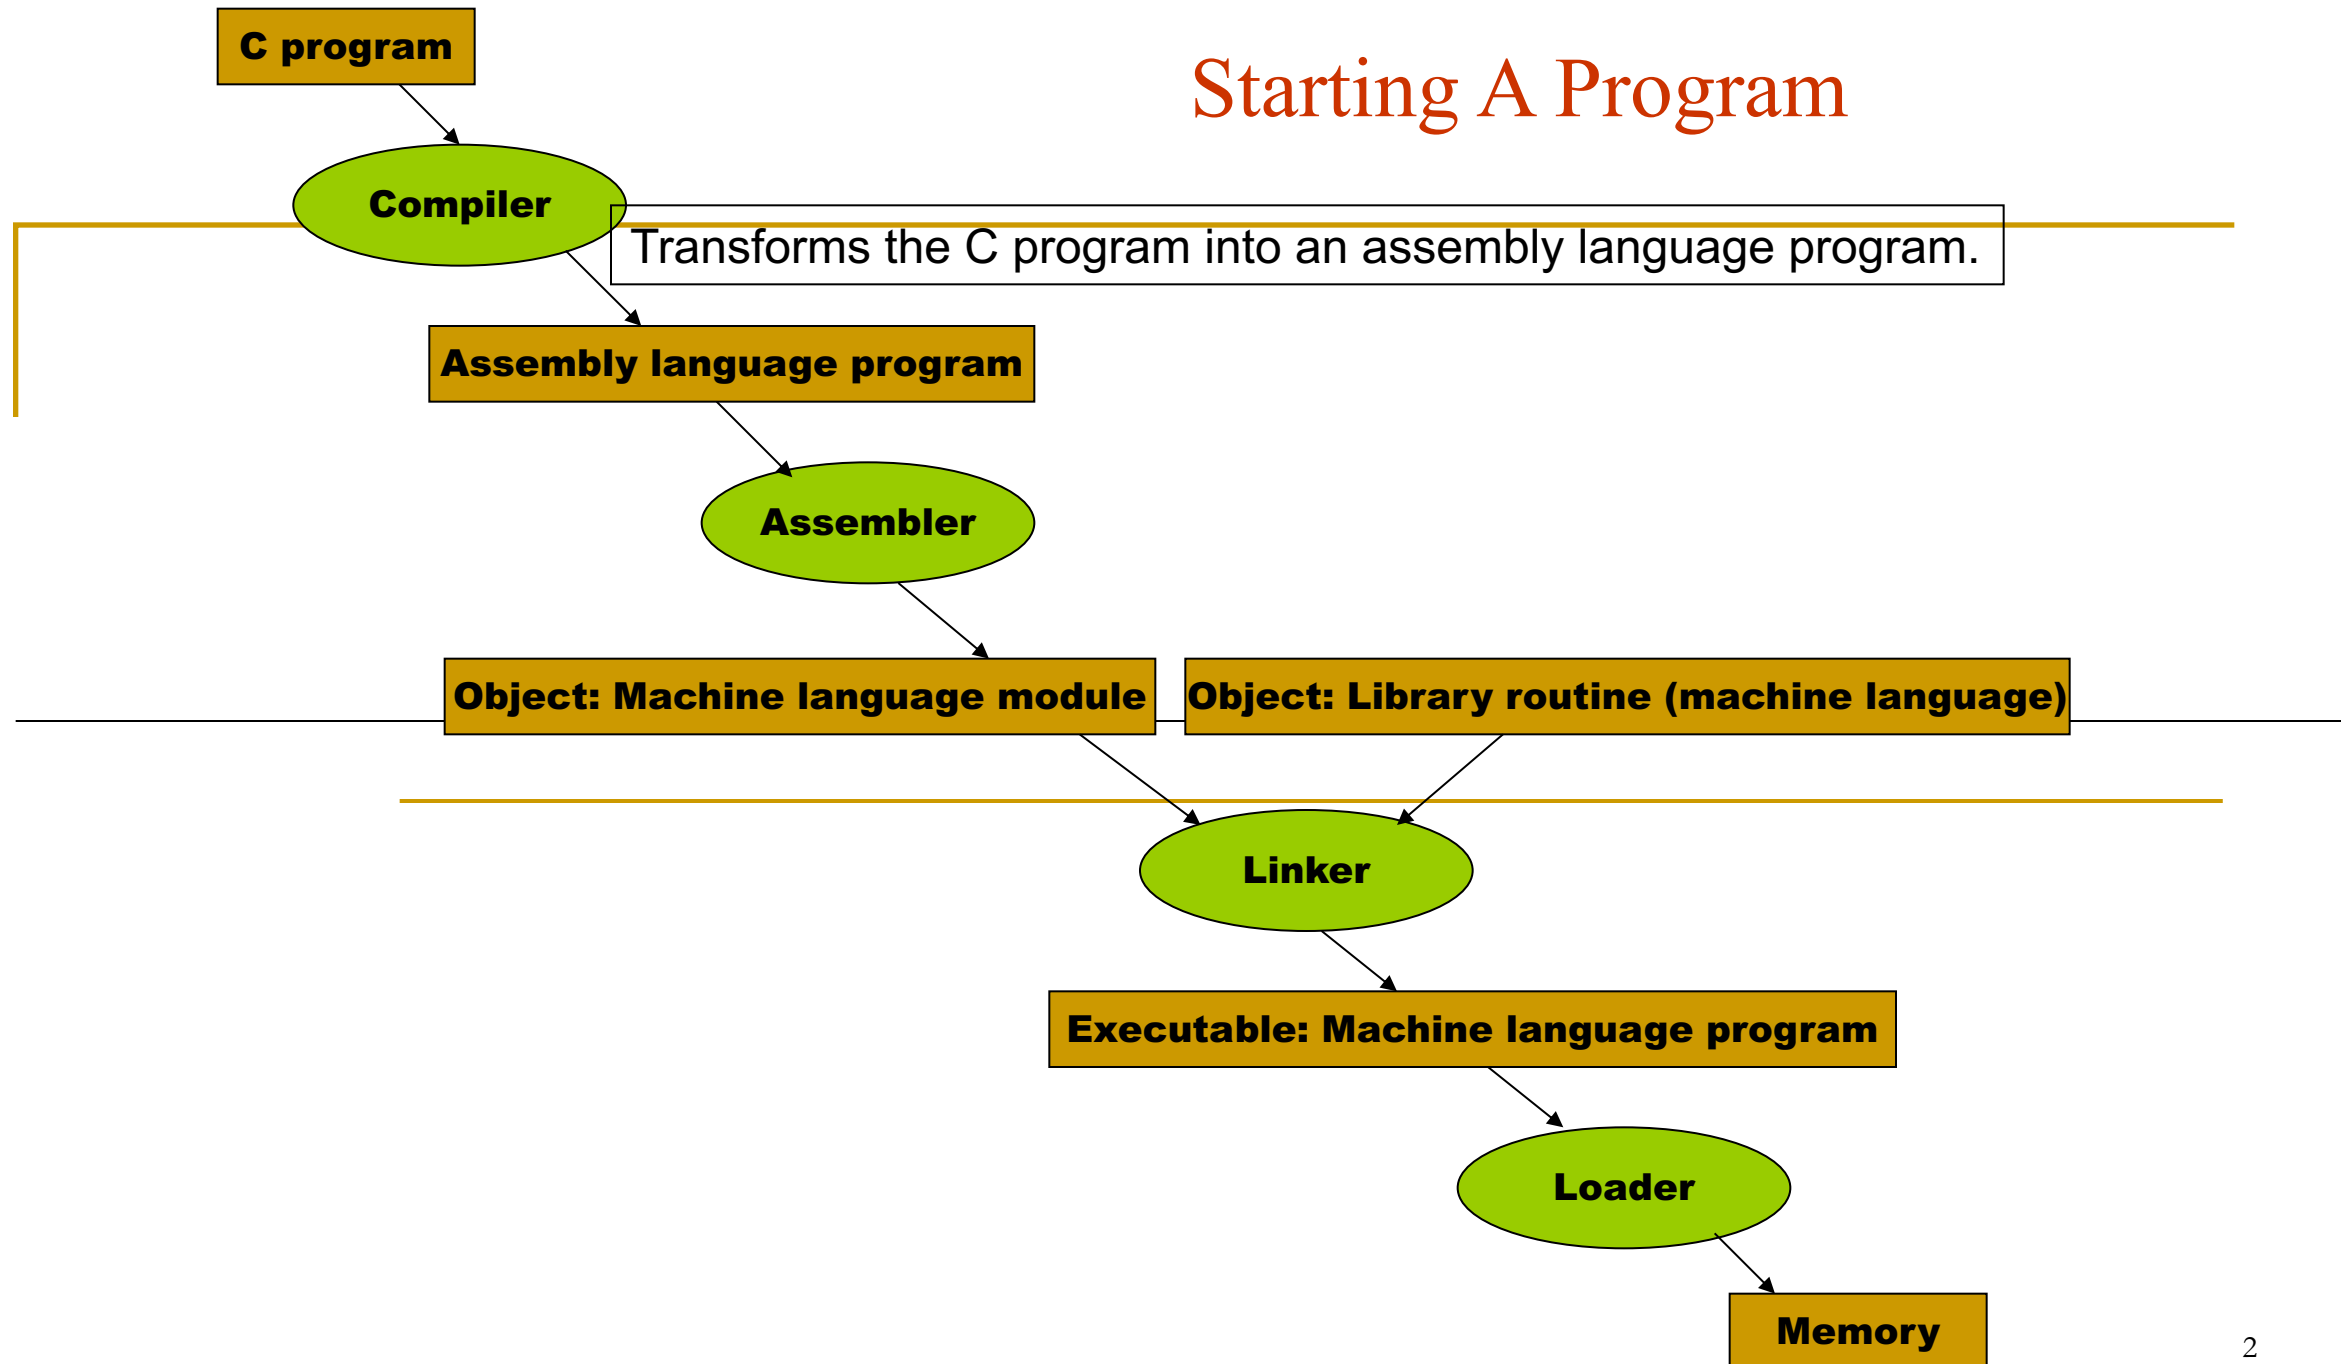 C program
Starting A Program
Compiler
Transforms the C program into an assembly language program.
Assembly language program
Assembler
Object: Machine language module
Object: Library routine (machine language)
Linker
Executable: Machine language program
Loader
Memory
2